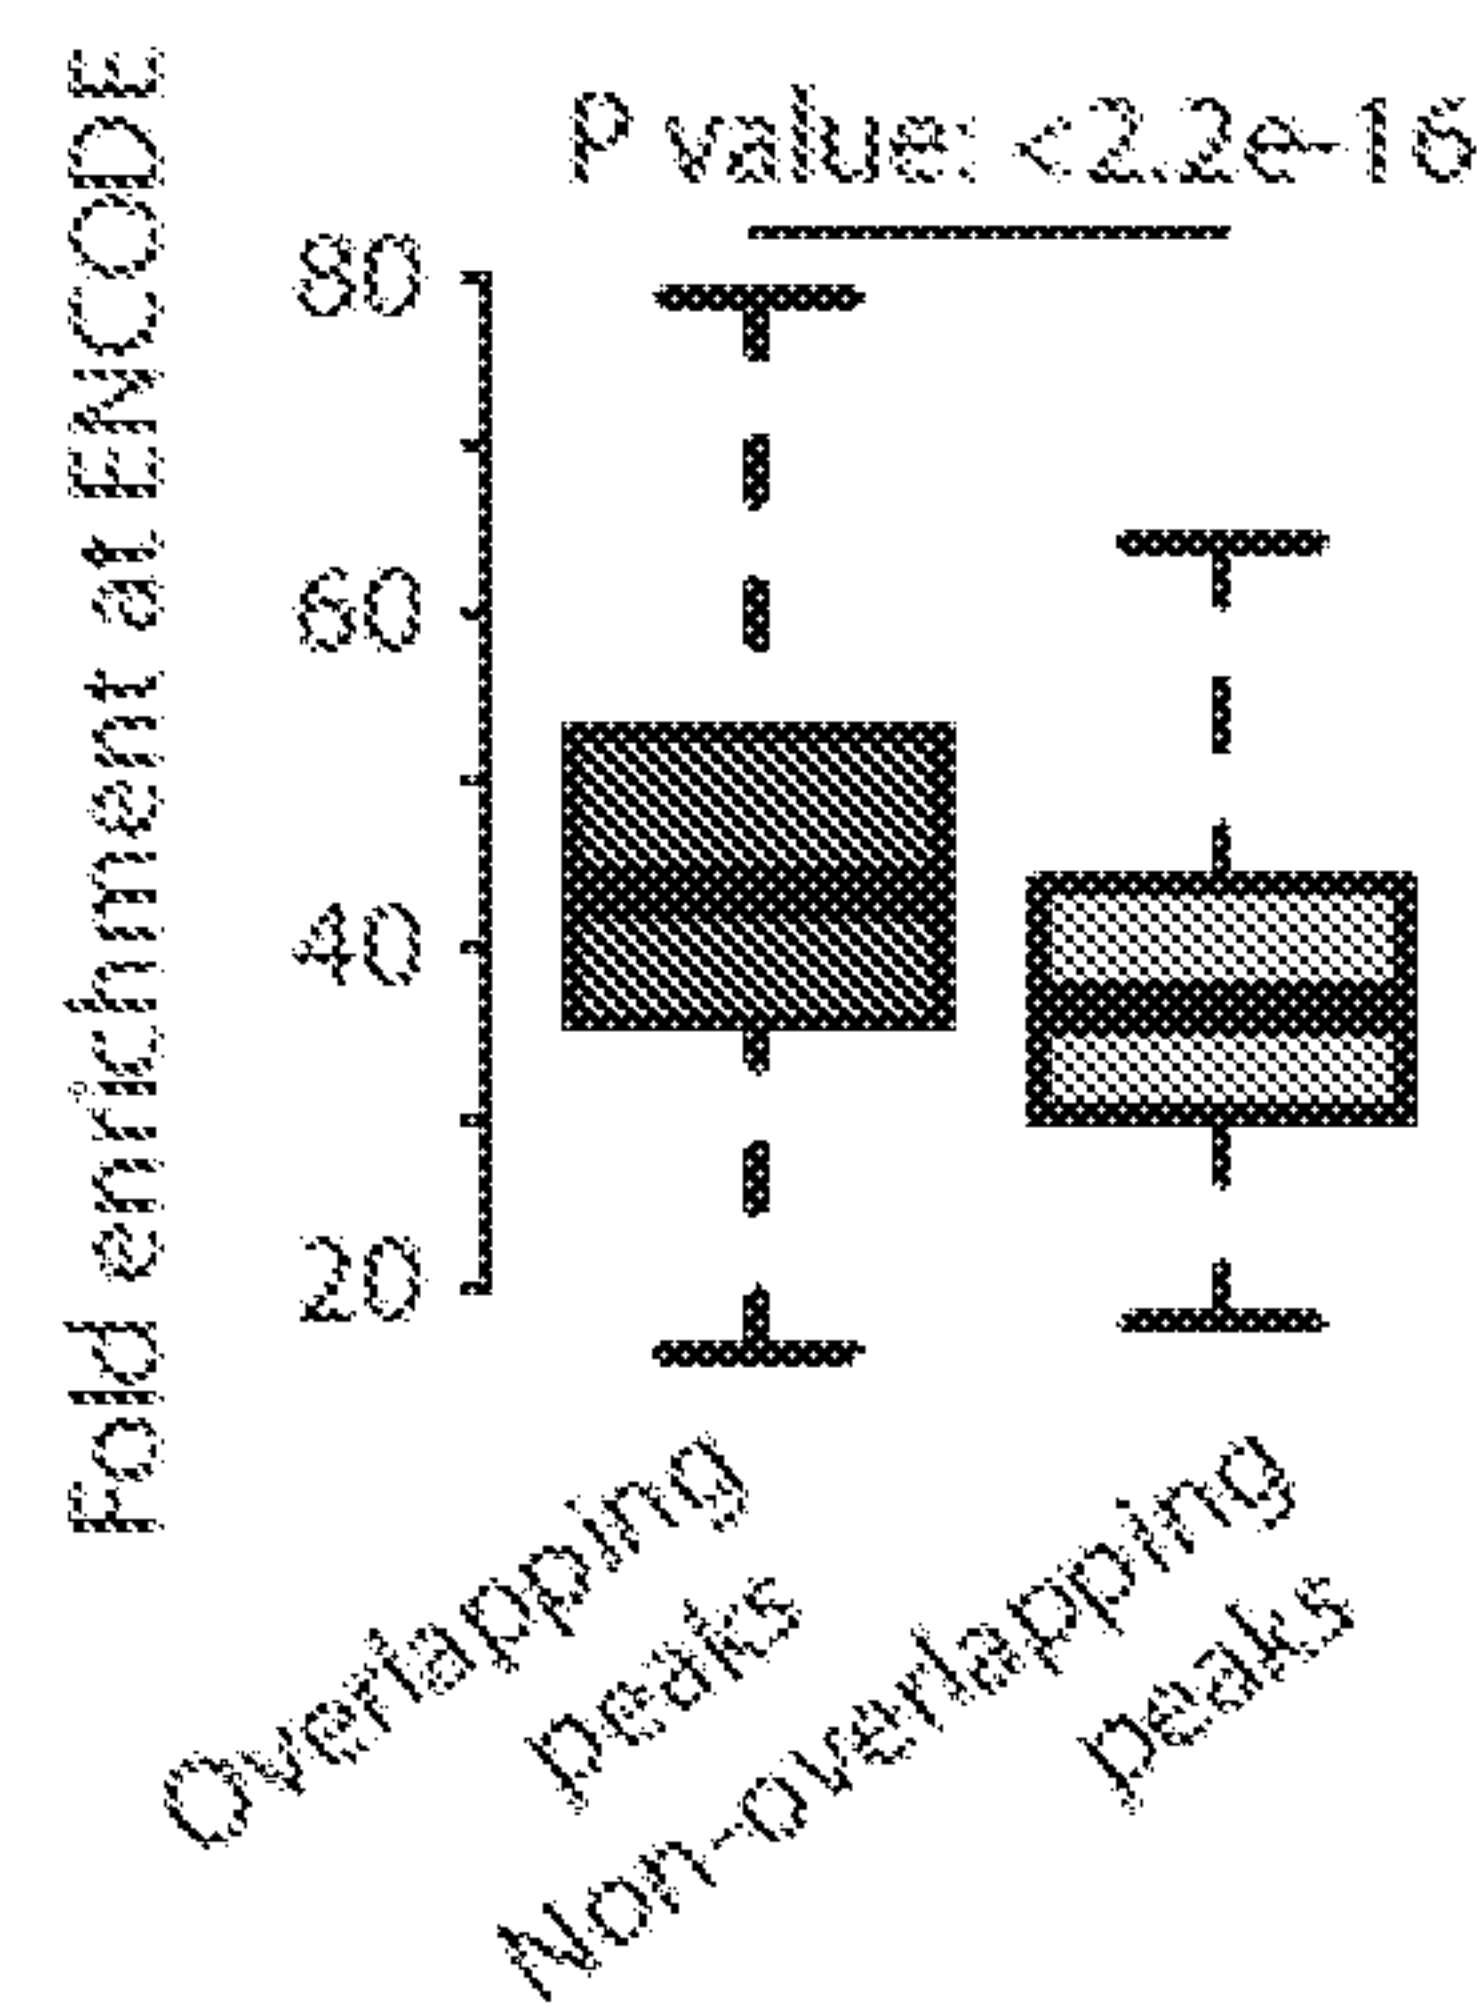 Fold enrichment at ENCODE
P value: <2.2e-16
80
60
40
20
Overlapping
peaks
Non-overlapping
peaks